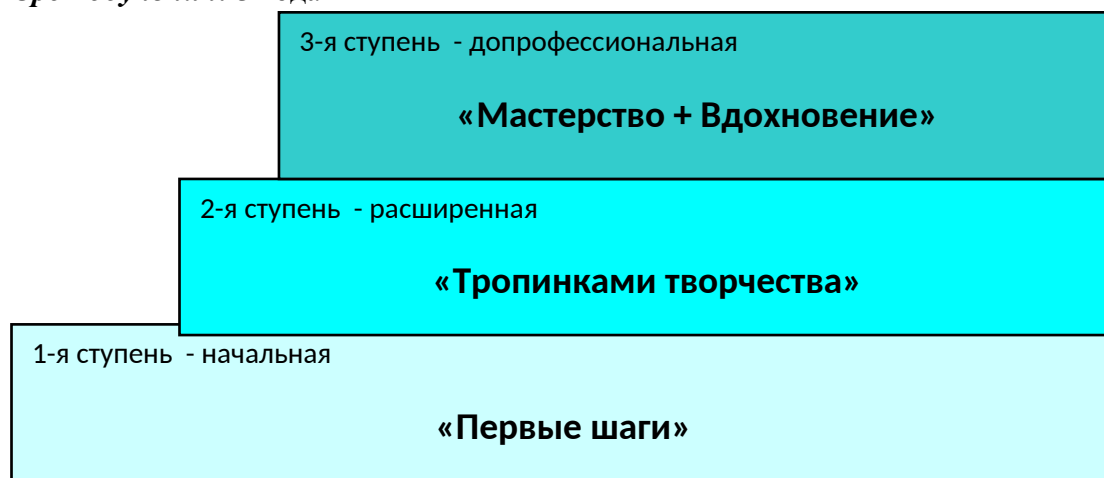 3-я ступень - допрофессиональная
«Мастерство + Вдохновение»
2-я ступень - расширенная
«Тропинками творчества»
1-я ступень - начальная
«Первые шаги»